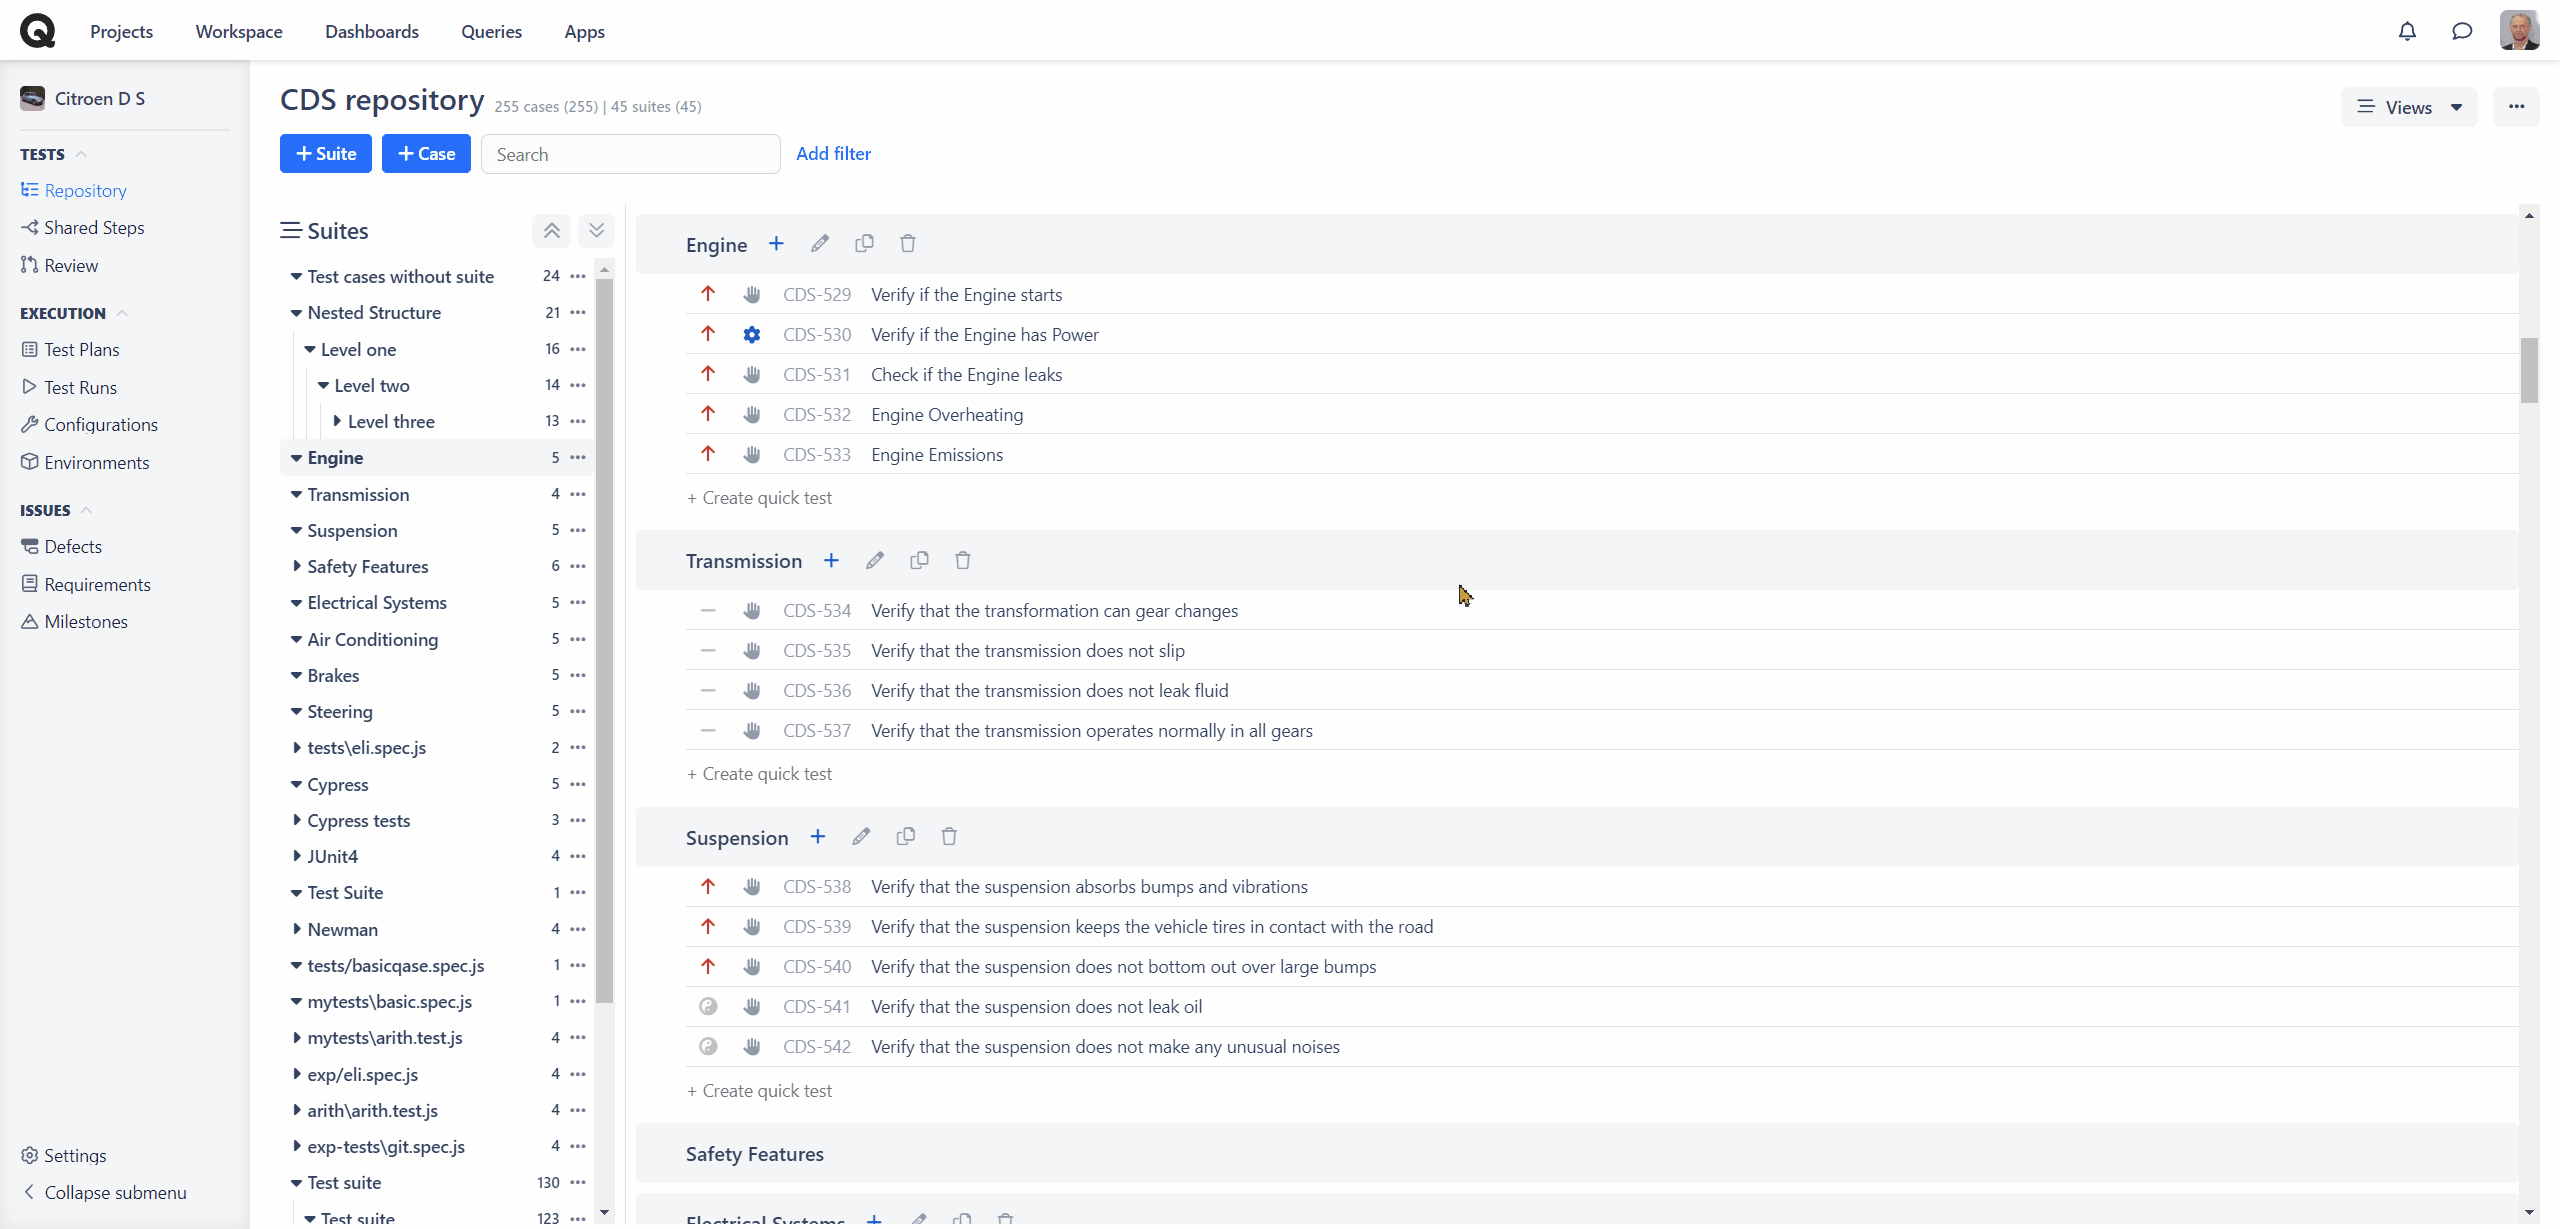 Projects Workspace Dashboards Queries Apps
Citroen D S
TESTS
Repository
Shared Steps
Review
EXECUTION
Test Plans
Test Runs
Configurations
Environments
ISSUES
Defects
Requirements
Milestones
Settings
Collapse submenu
CDS repository 255 cases (255) | 45 suites (45)
Views
+ Suite + Case Search Add filter
Suites
Test cases without suite 24
Nested Structure 21
Level one 16
Level two 14
Level three 13
Engine 5
Transmission 4
Suspension 5
Safety Features 6
Electrical Systems 5
Air Conditioning 5
Brakes 5
Steering 5
tests\eli.spec.js 2
Cypress 5
Cypress tests 3
JUnit4 4
Test Suite 1
Newman 4
tests/basicqase.spec.js 1
mytests\basic.spec.js 1
mytests\arith.test.js 4
exp/eli.spec.js 4
arith\arith.test.js 4
exp-tests\git.spec.js 4
Test suite 130
Test suite 123
Engine
CDS-529 Verify if the Engine starts
CDS-530 Verify if the Engine has Power
CDS-531 Check if the Engine leaks
CDS-532 Engine Overheating
CDS-533 Engine Emissions
+ Create quick test
Transmission
CDS-534 Verify that the transformation can gear changes
CDS-535 Verify that the transmission does not slip
CDS-536 Verify that the transmission does not leak fluid
CDS-537 Verify that the transmission operates normally in all gears
+ Create quick test
Suspension
CDS-538 Verify that the suspension absorbs bumps and vibrations
CDS-539 Verify that the suspension keeps the vehicle tires in contact with the road
CDS-540 Verify that the suspension does not bottom out over large bumps
CDS-541 Verify that the suspension does not leak oil
CDS-542 Verify that the suspension does not make any unusual noises
+ Create quick test
Safety Features
Electrical Systems